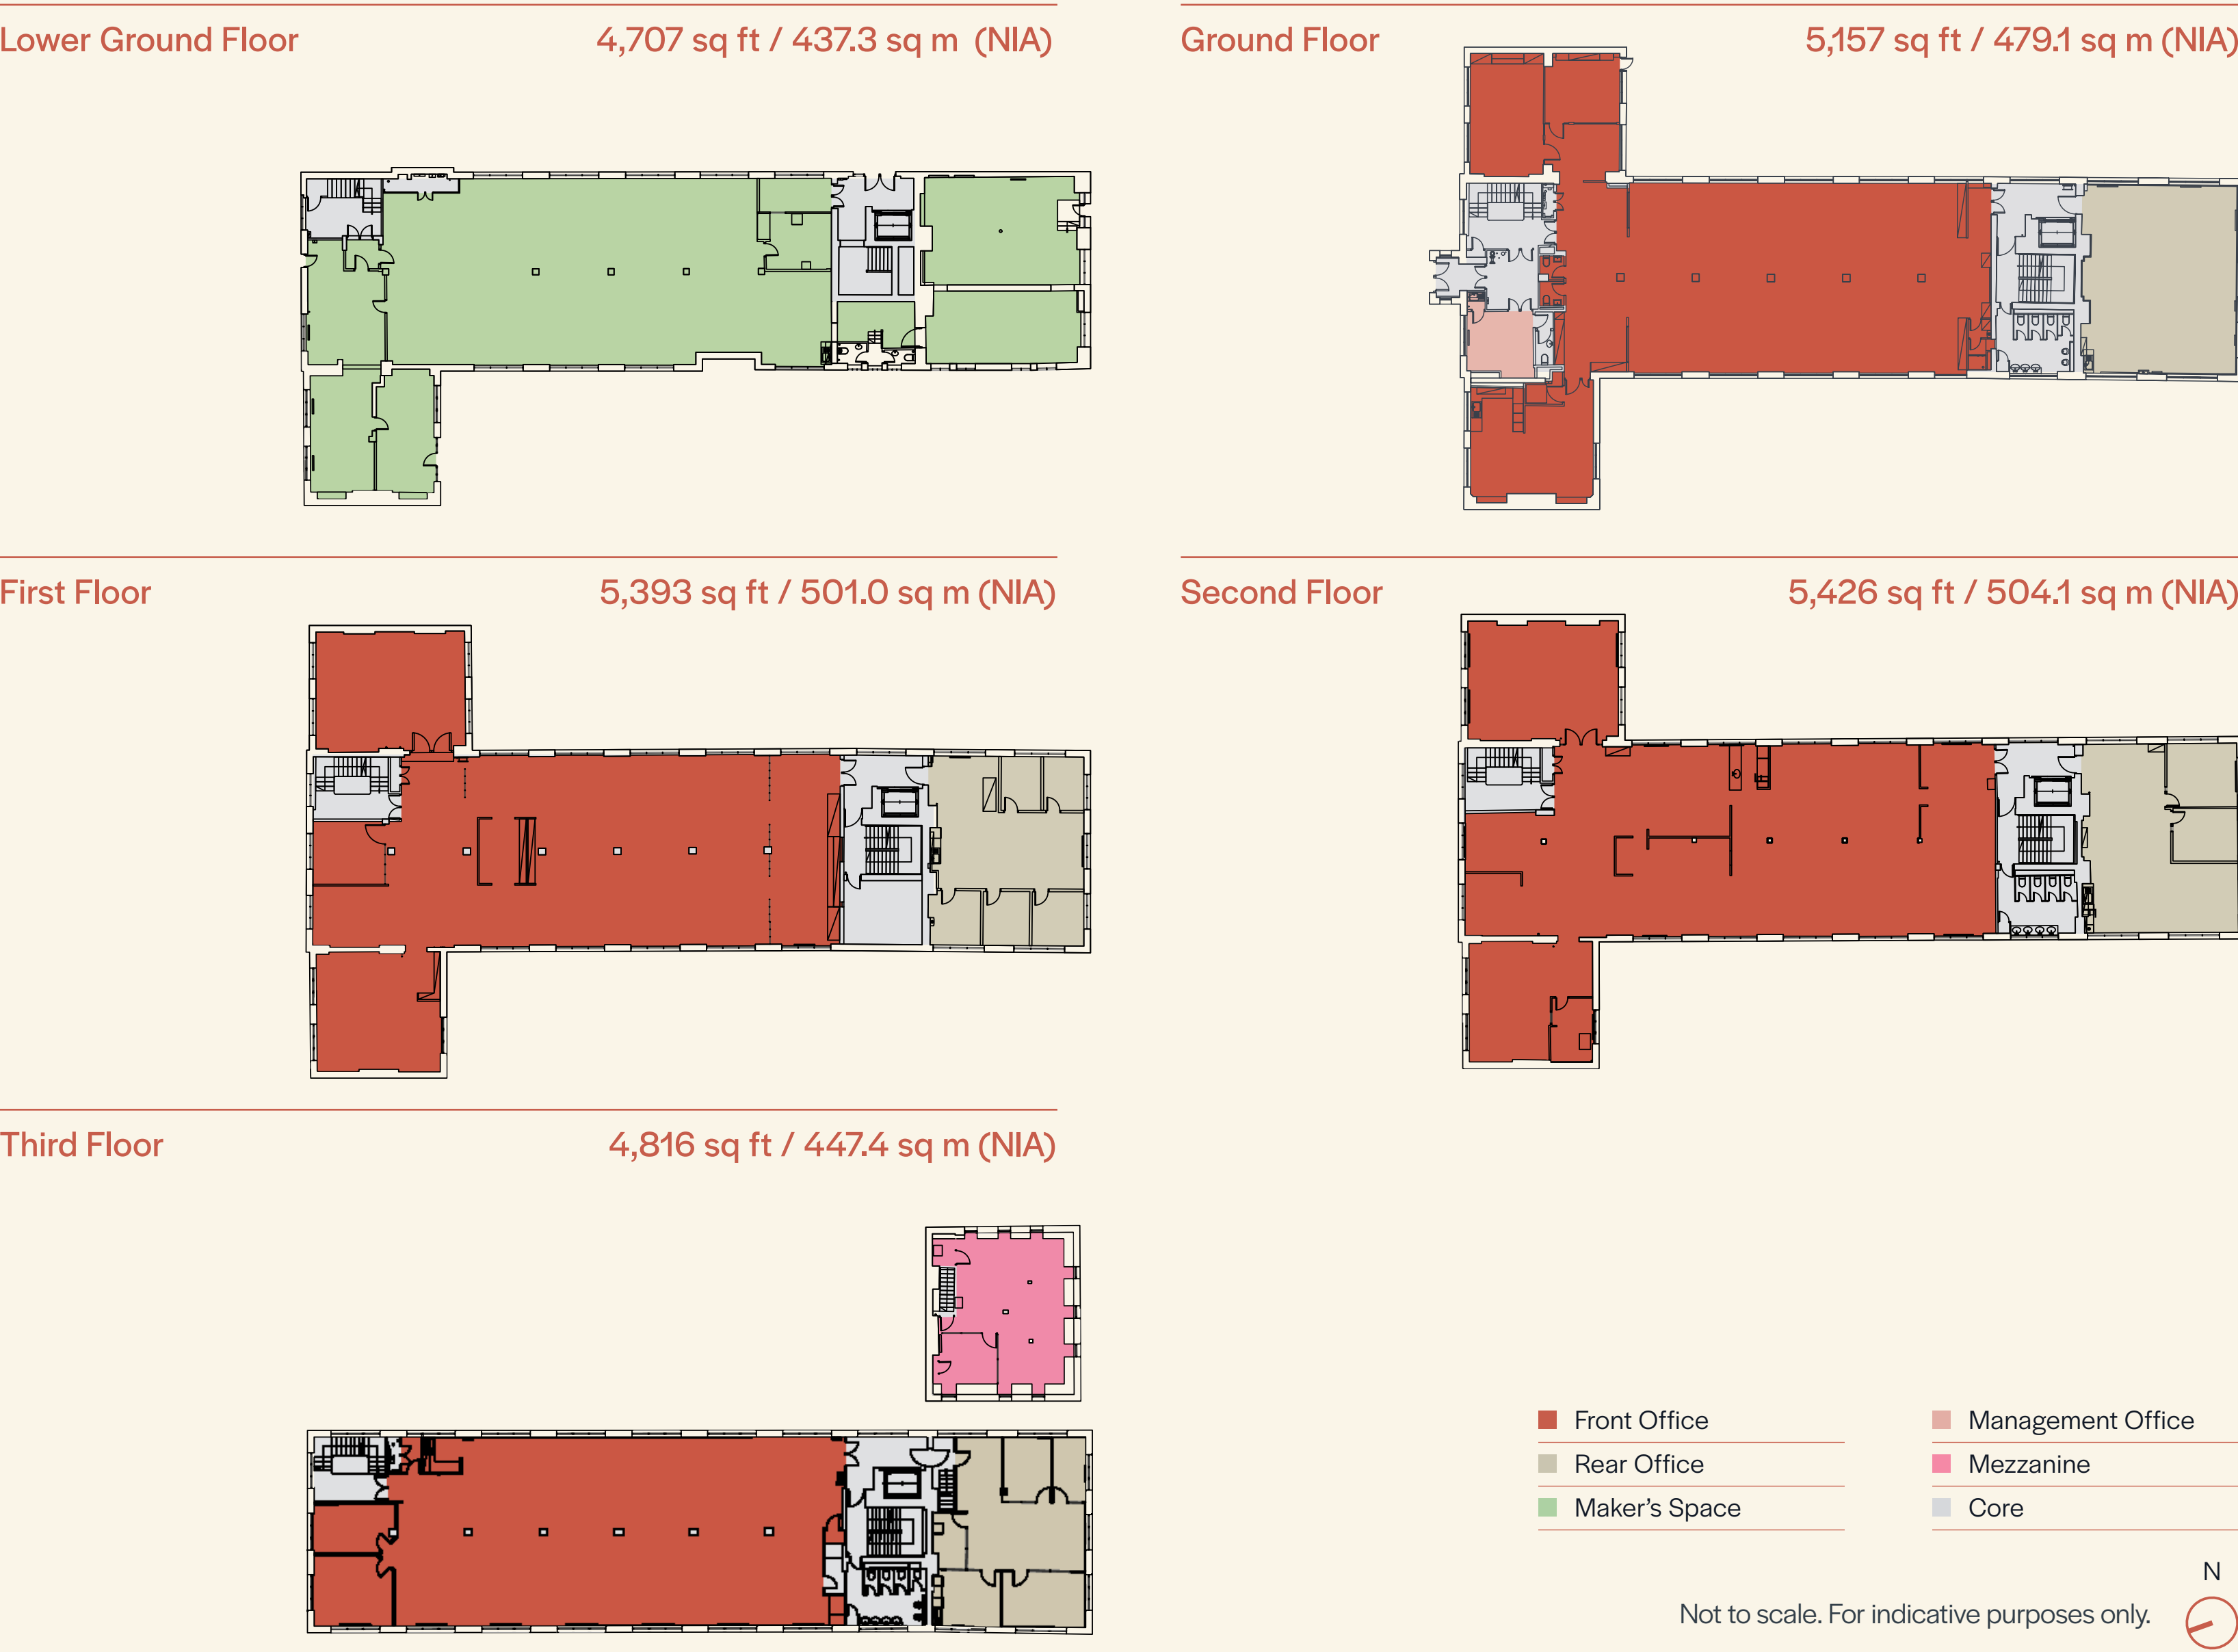 Lower Ground Floor
4,707 sq ft / 437.3 sq m (NIA)
Ground Floor
5,157 sq ft / 479.1 sq m (NIA)
First Floor
5,393 sq ft / 501.0 sq m (NIA)
Second Floor
5,426 sq ft / 504.1 sq m (NIA)
Third Floor
4,816 sq ft / 447.4 sq m (NIA)
Front Office
Rear Office
Maker’s Space
Management Office
Mezzanine
Core
N
Not to scale. For indicative purposes only.